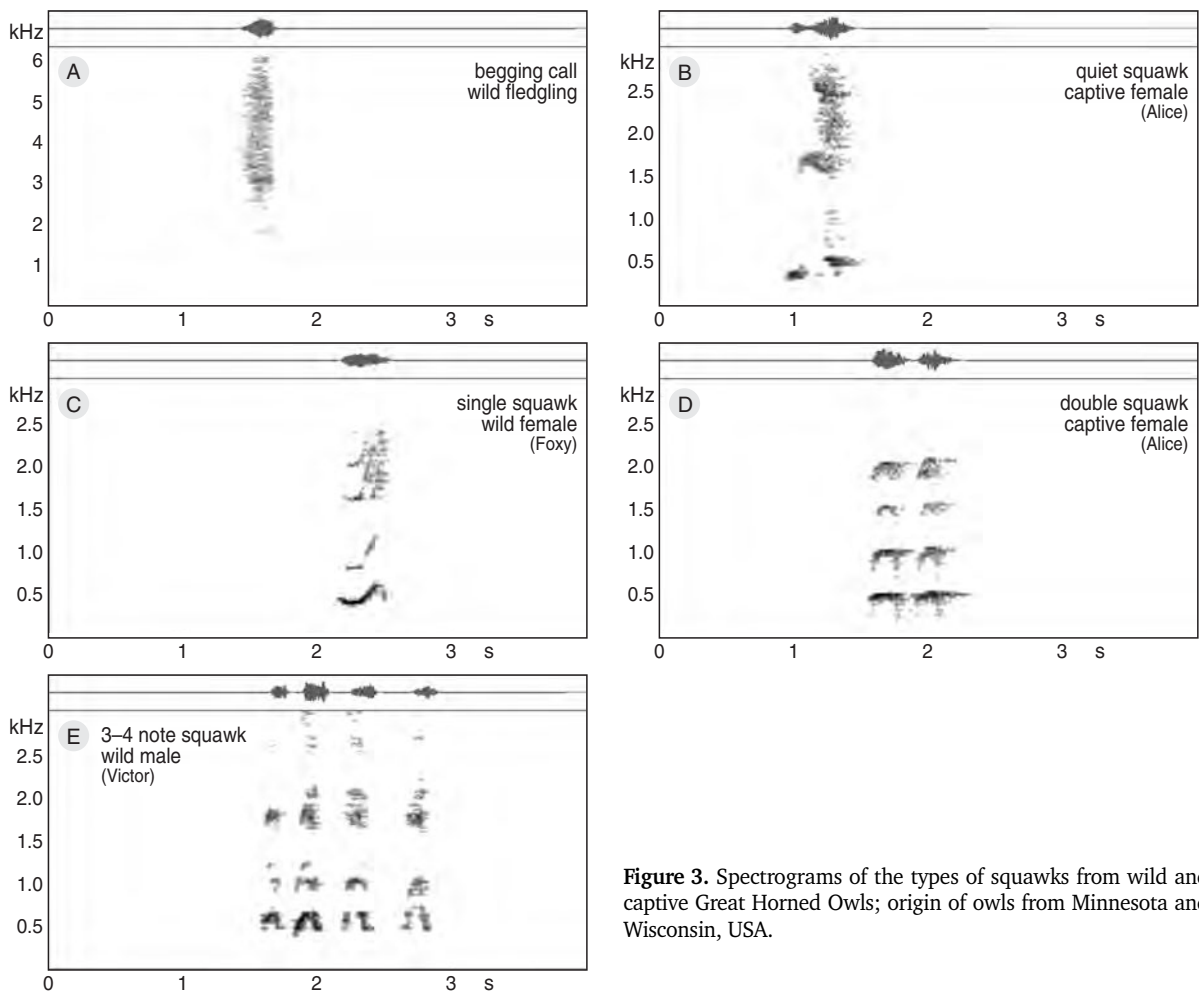 kHz
A
begging call
wild fledgling
6
5
4
3
2
1
0 1 2 3 s
kHz
B
quiet squawk
captive female
(Alice)
2.5
2.0
1.5
1.0
0.5
0 1 2 3 s
kHz
C
single squawk
wild female
(Foxy)
2.5
2.0
1.5
1.0
0.5
0 1 2 3 s
kHz
D
double squawk
captive female
(Alice)
2.5
2.0
1.5
1.0
0.5
0 1 2 3 s
kHz
E 3–4 note squawk
wild male
(Victor)
2.5
2.0
1.5
1.0
0.5
0 1 2 3 s
Figure 3. Spectrograms of the types of squawks from wild and
captive Great Horned Owls; origin of owls from Minnesota and
Wisconsin, USA.